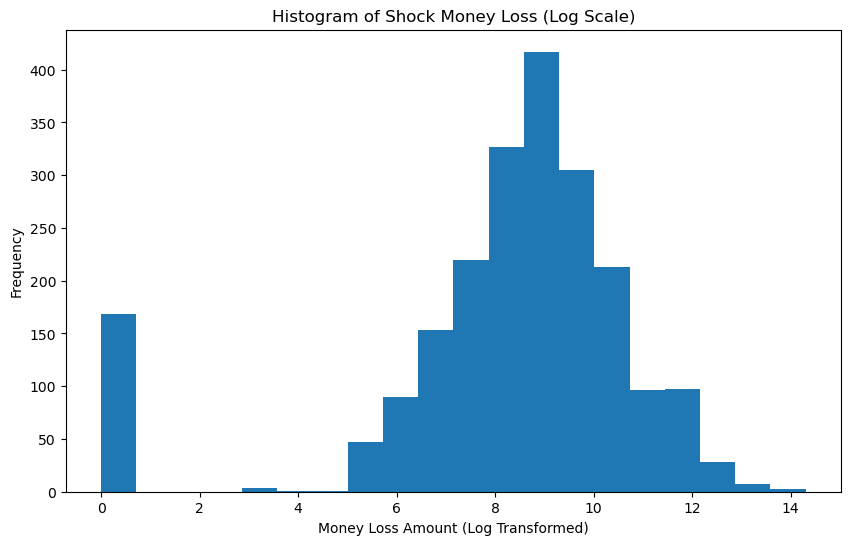 Histogram of Shock Money Loss (Log Scale)
400
350
300
250
200
150
100
50
0
Frequency
0 2 4 6 8 10 12 14
Money Loss Amount (Log Transformed)